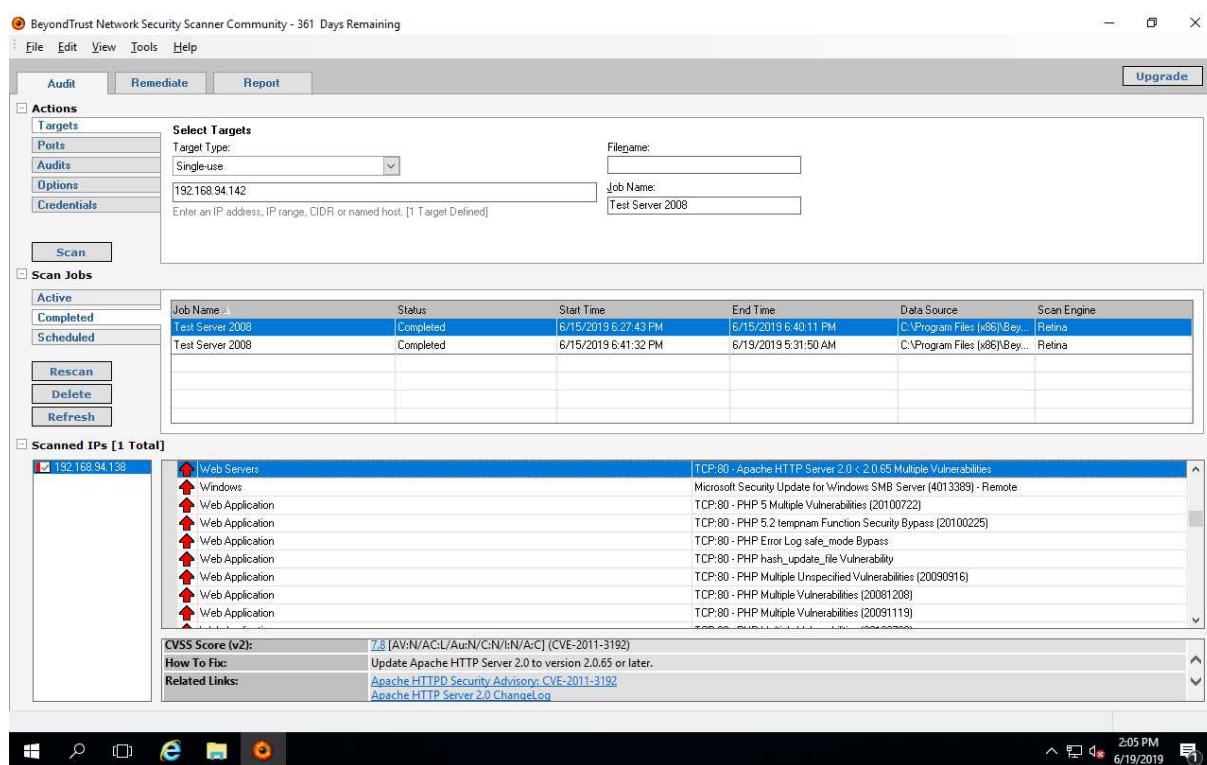 BeyondTrust Network Security Scanner Community - 361 Days Remaining
File Edit View Tools Help
Audit Remediate Report Upgrade
Actions
Targets
Ports
Audits
Options
Credentials
Scan
Select Targets
Target Type:
Single-use
192.168.94.142
Enter an IP address, IP range, CIDR or named host. [1 Target Defined]
Filename:
Job Name:
Test Server 2008
Scan Jobs
Active
Completed
Scheduled
Rescan
Delete
Refresh
Job Name Status Start Time End Time Data Source Scan Engine
Test Server 2008 Completed 6/15/2019 6:27:43 PM 6/15/2019 6:40:11 PM C:\Program Files (x86)\Bey... Retina
Test Server 2008 Completed 6/15/2019 6:41:32 PM 6/19/2019 5:31:50 AM C:\Program Files (x86)\Bey... Retina
Scanned IPs [1 Total]
192.168.94.138
Web Servers TCP:80 - Apache HTTP Server 2.0 < 2.0.65 Multiple Vulnerabilities
Windows Microsoft Security Update for Windows SMB Server (4013389) - Remote
Web Application TCP:80 - PHP 5 Multiple Vulnerabilities (20100722)
Web Application TCP:80 - PHP 5.2 tempnam Function Security Bypass (20100225)
Web Application TCP:80 - PHP Error Log safe_mode Bypass
Web Application TCP:80 - PHP hash_update_file Vulnerability
Web Application TCP:80 - PHP Multiple Unspecified Vulnerabilities (20090916)
Web Application TCP:80 - PHP Multiple Vulnerabilities (20081208)
Web Application TCP:80 - PHP Multiple Vulnerabilities (20091119)
CVSS Score (v2): 7.8 [AV:N/AC:L/Au:N/C:N/I:N/A:C] (CVE-2011-3192)
How To Fix: Update Apache HTTP Server 2.0 to version 2.0.65 or later.
Related Links: Apache HTTPD Security Advisory: CVE-2011-3192
Apache HTTP Server 2.0 ChangeLog
2:05 PM
6/19/2019
1